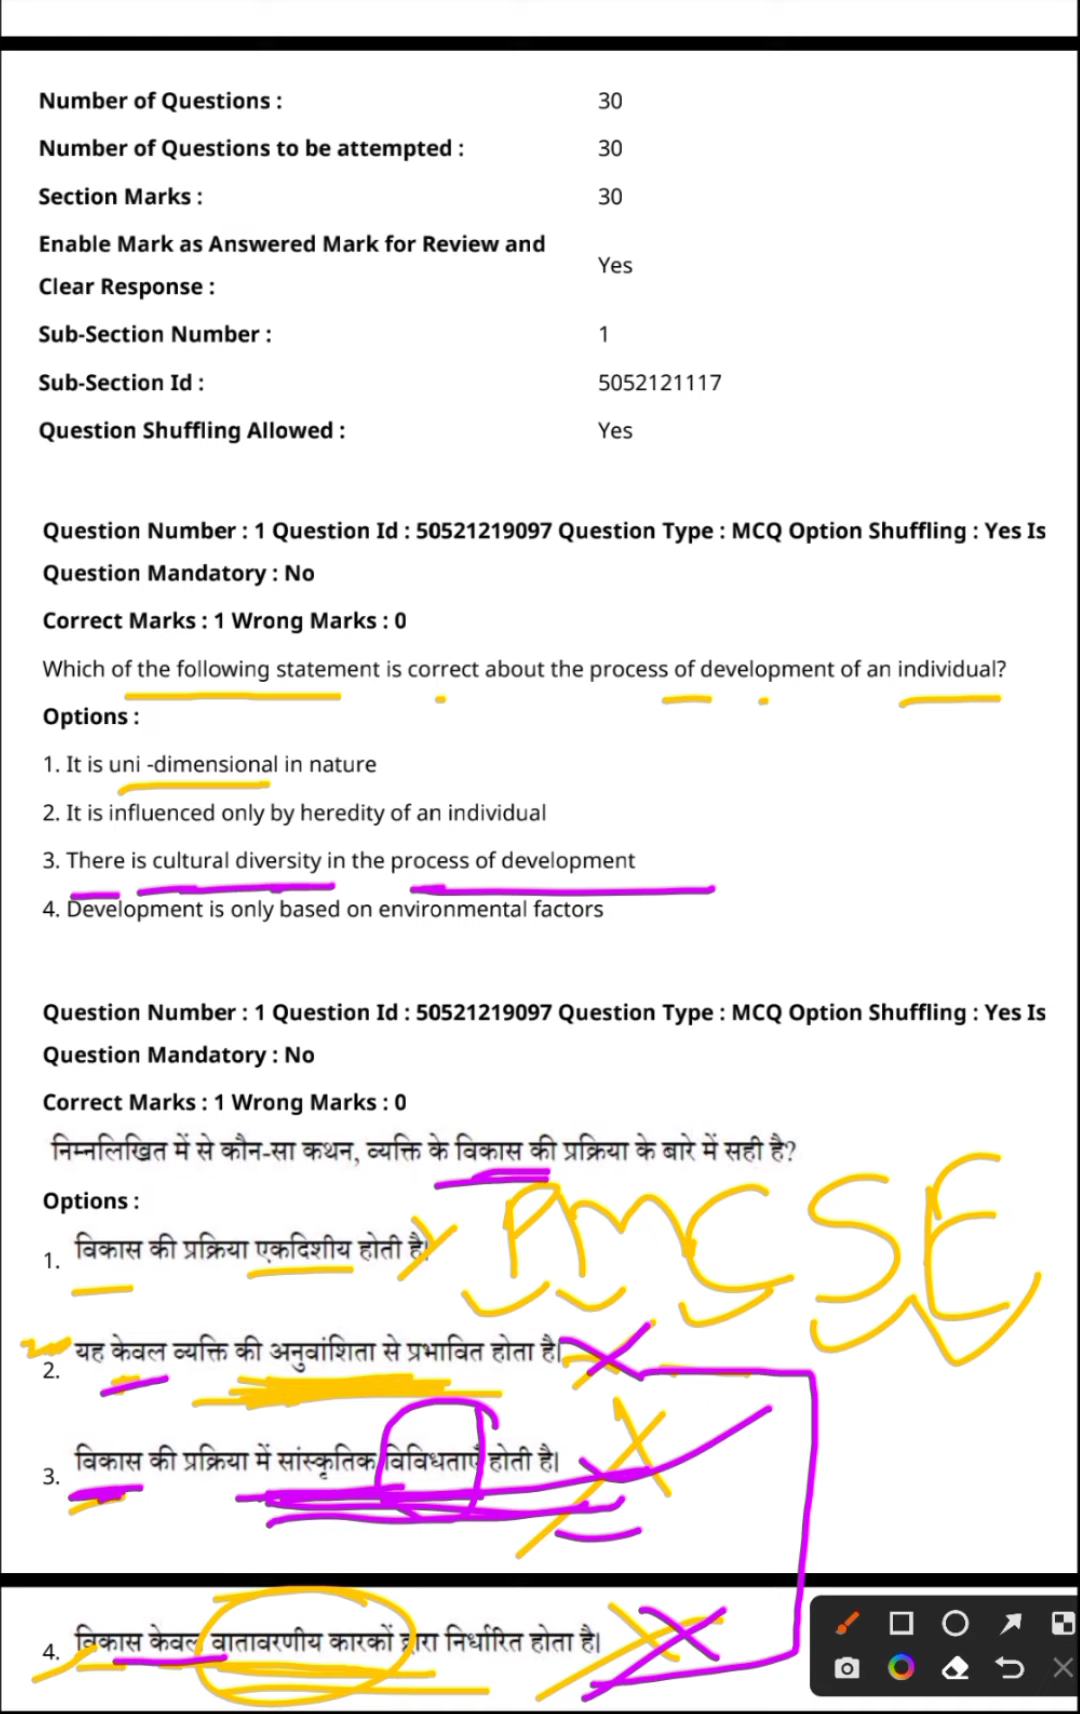 Number of Questions : 30
Number of Questions to be attempted : 30
Section Marks : 30
Enable Mark as Answered Mark for Review and
Clear Response : Yes
Sub-Section Number : 1
Sub-Section Id : 5052121117
Question Shuffling Allowed : Yes
Question Number : 1 Question Id : 50521219097 Question Type : MCQ Option Shuffling : Yes Is
Question Mandatory : No
Correct Marks : 1 Wrong Marks : 0
Which of the following statement is correct about the process of development of an individual?
Options :
1. It is uni -dimensional in nature
2. It is influenced only by heredity of an individual
3. There is cultural diversity in the process of development
4. Development is only based on environmental factors
Question Number : 1 Question Id : 50521219097 Question Type : MCQ Option Shuffling : Yes Is
Question Mandatory : No
Correct Marks : 1 Wrong Marks : 0
निम्नलिखित में से कौन-सा कथन, व्यक्ति के विकास की प्रक्रिया के बारे में सही है?
Options :
1. विकास की प्रक्रिया एकदिशीय होती है।
PMCSE
2. यह केवल व्यक्ति की अनुवांशिता से प्रभावित होता है।
3. विकास की प्रक्रिया में सांस्कृतिक विविधताएँ होती है।
4. विकास केवल वातावरणीय कारकों द्वारा निर्धारित होता है।